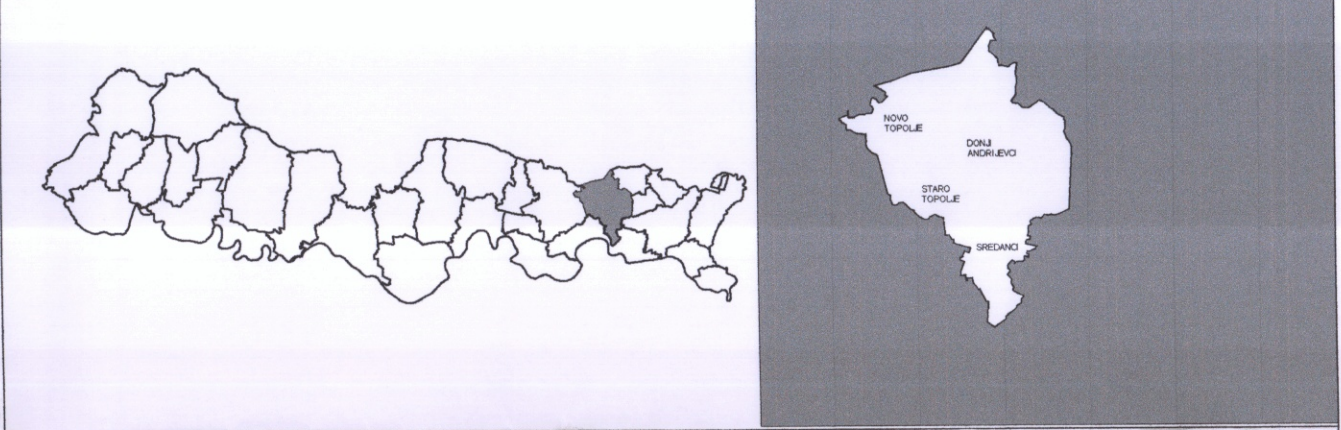 NOVO
TOPOLJE
DONJI
ANDRIJEVCI
STARO
TOPOLJE
SREDANCI